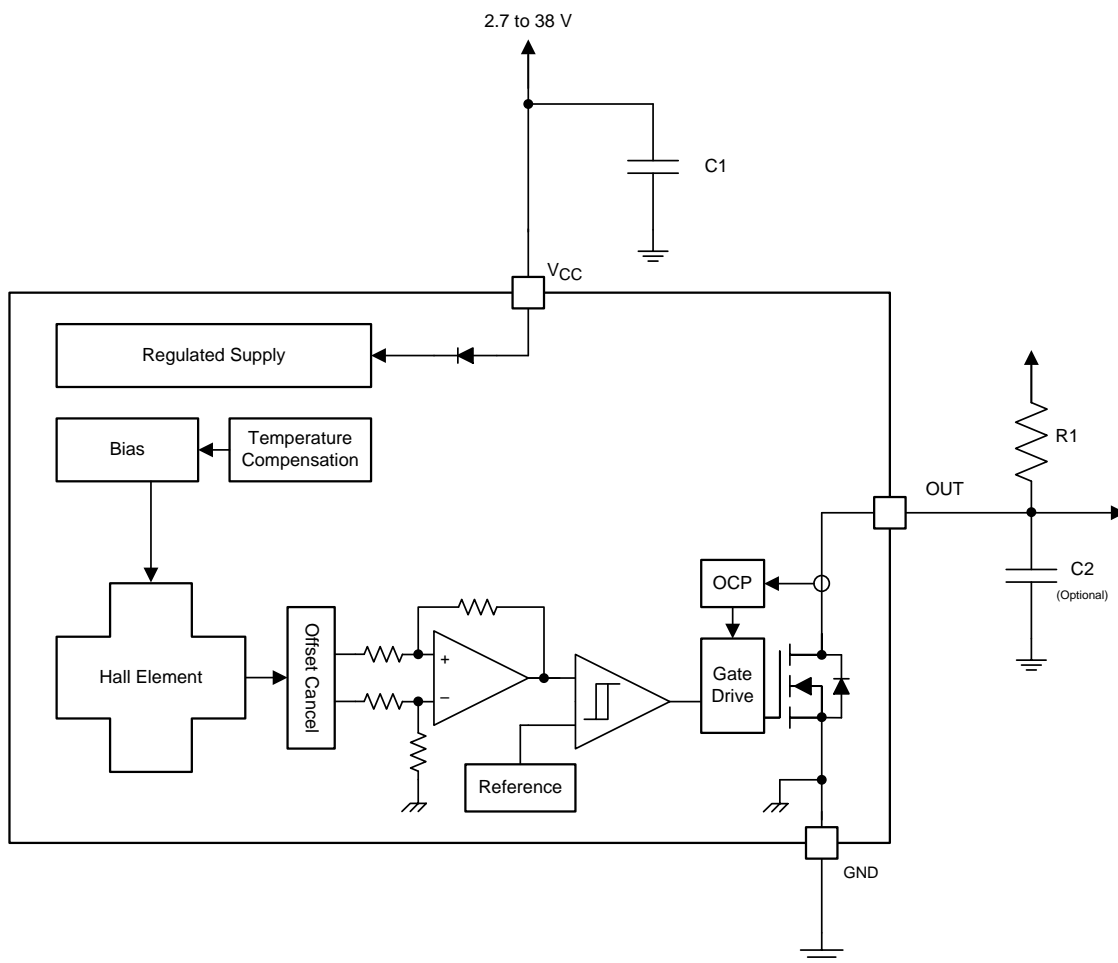 2.7 to 38 V
C1
VCC
Regulated Supply
Bias
Temperature
Compensation
R1
OUT
C2
(Optional)
OCP
Hall Element
Offset Cancel
+
–
Gate
Drive
Reference
GND